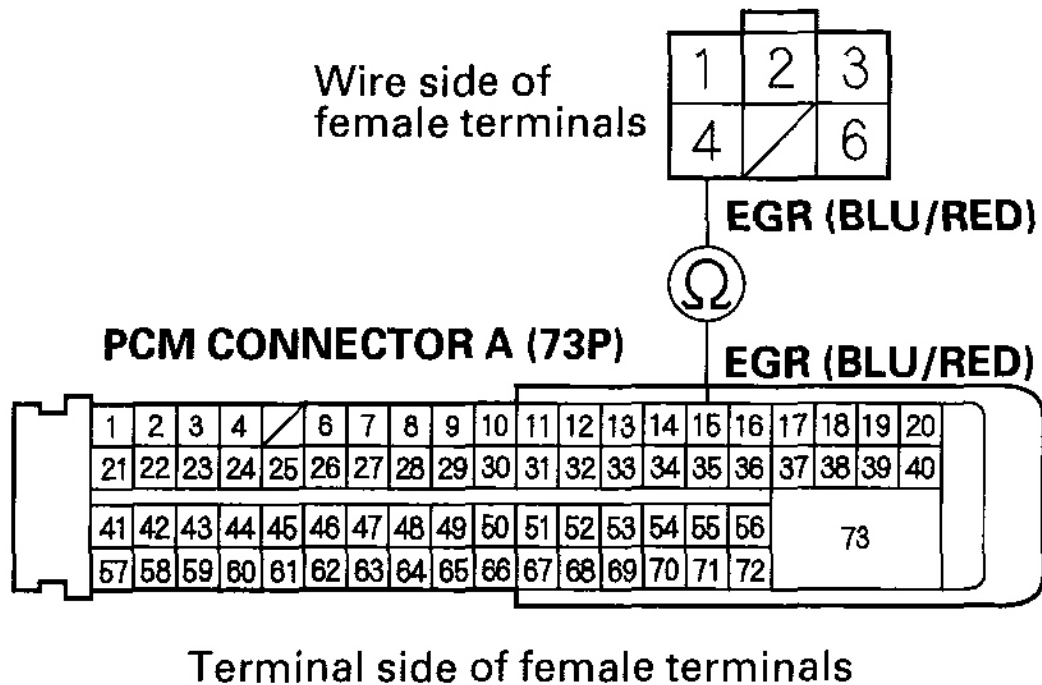 1 2 3
Wire side of
female terminals
4 6
EGR (BLU/RED)
Ω
PCM CONNECTOR A (73P)
EGR (BLU/RED)
1 2 3 4 6 7 8 9 10 11 12 13 14 15 16 17 18 19 20
21 22 23 24 25 26 27 28 29 30 31 32 33 34 35 36 37 38 39 40
41 42 43 44 45 46 47 48 49 50 51 52 53 54 55 56
73
57 58 59 60 61 62 63 64 65 66 67 68 69 70 71 72
Terminal side of female terminals